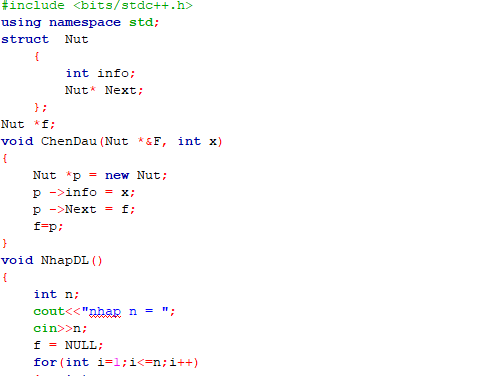 #include <bits/stdc++.h>
using namespace std;
struct  Nut
    {
        int info;
        Nut* Next;
    };
Nut *f;
void ChenDau(Nut *&F, int x)
{
    Nut *p = new Nut;
    p ->info = x;
    p ->Next = f;
    f=p;
}
void NhapDL()
{
    int n;
    cout<<"nhap n = ";
    cin>>n;
    f = NULL;
    for(int i=1;i<=n;i++)